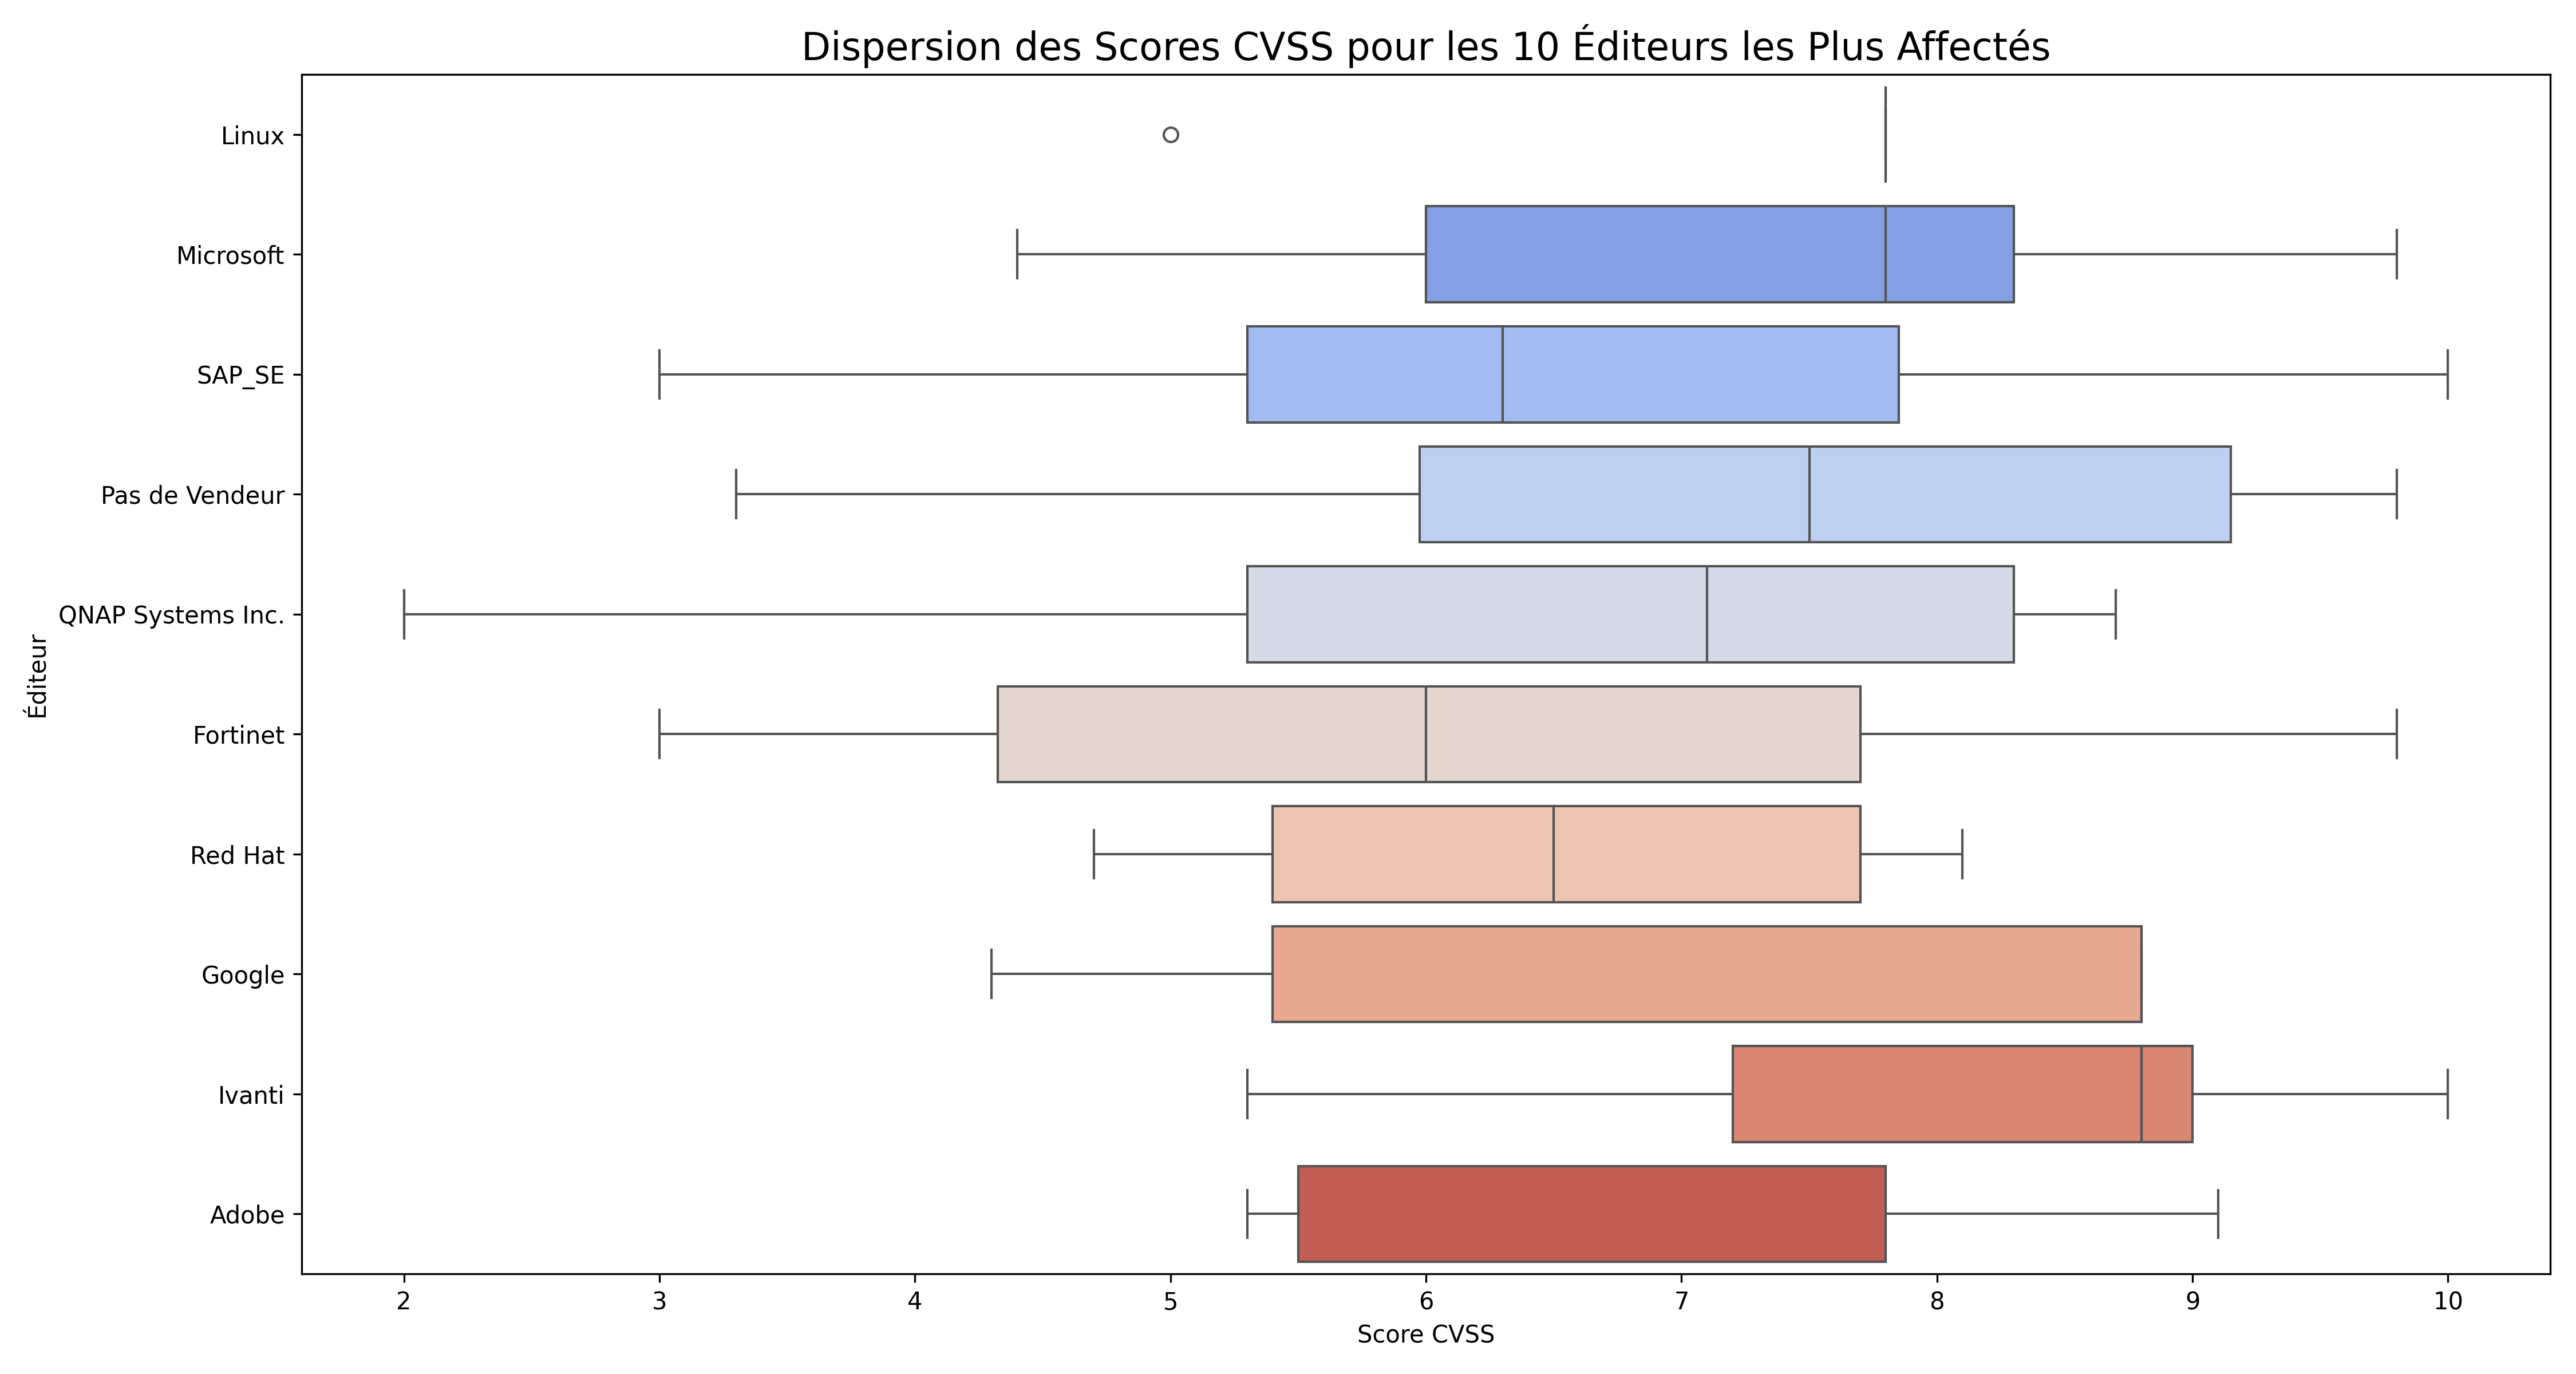 Dispersion des Scores CVSS pour les 10 Éditeurs les Plus Affectés
Éditeur
Linux
Microsoft
SAP_SE
Pas de Vendeur
QNAP Systems Inc.
Fortinet
Red Hat
Google
Ivanti
Adobe
2 3 4 5 6 7 8 9 10
Score CVSS